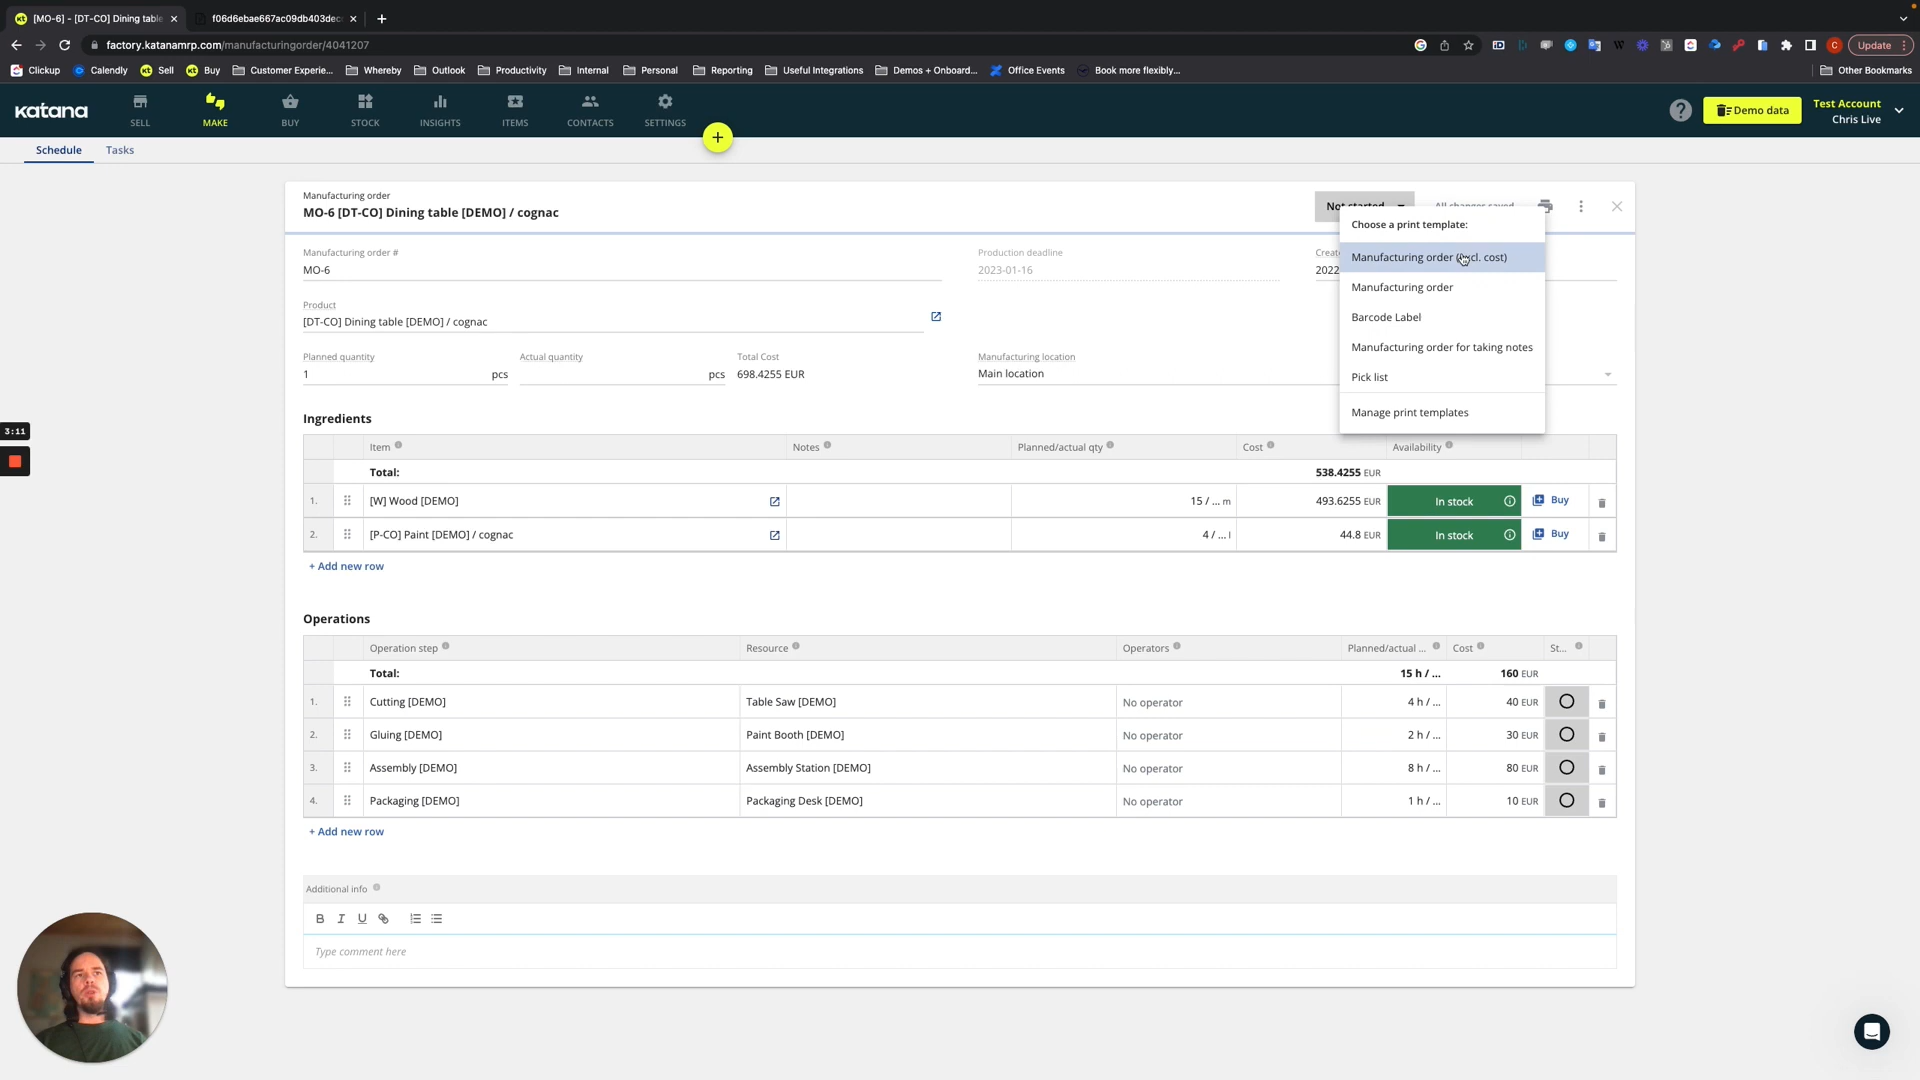 [MO-6] - [DT-CO] Dining table
f06d6ebae667ac09db403dec
factory.katanamrp.com/manufacturingorder/4041207
Update
Clickup
Calendly
Sell
Buy
Customer Experie...
Whereby
Outlook
Productivity
Internal
Personal
Reporting
Useful Integrations
Demos + Onboard...
Office Events
Book more flexibly...
Other Bookmarks
katana
SELL
MAKE
BUY
STOCK
INSIGHTS
ITEMS
CONTACTS
SETTINGS
Demo data
Test Account
Chris Live
Schedule
Tasks
Manufacturing order
MO-6 [DT-CO] Dining table [DEMO] / cognac
Not started
All changes saved
Choose a print template:
Manufacturing order (excl. cost)
Manufacturing order
Barcode Label
Manufacturing order for taking notes
Pick list
Manage print templates
Manufacturing order #
MO-6
Production deadline
2023-01-16
Create
2022
Product
[DT-CO] Dining table [DEMO] / cognac
Planned quantity
1 pcs
Actual quantity
pcs
Total Cost
698.4255 EUR
Manufacturing location
Main location
3:11
Ingredients
Item Notes Planned/actual qty Cost Availability
Total: 538.4255 EUR
1. [W] Wood [DEMO] 15 / ... m 493.6255 EUR In stock Buy
2. [P-CO] Paint [DEMO] / cognac 4 / ... l 44.8 EUR In stock Buy
+ Add new row
Operations
Operation step Resource Operators Planned/actual ... Cost St...
Total: 15 h / ... 160 EUR
1. Cutting [DEMO] Table Saw [DEMO] No operator 4 h / ... 40 EUR
2. Gluing [DEMO] Paint Booth [DEMO] No operator 2 h / ... 30 EUR
3. Assembly [DEMO] Assembly Station [DEMO] No operator 8 h / ... 80 EUR
4. Packaging [DEMO] Packaging Desk [DEMO] No operator 1 h / ... 10 EUR
+ Add new row
Additional info
B I U
Type comment here